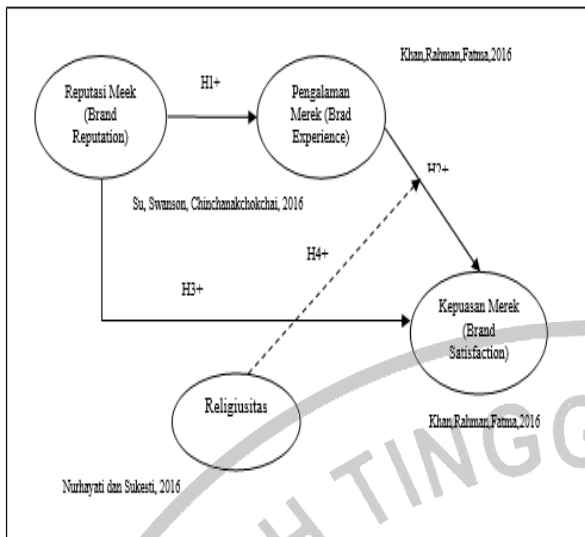 Khan,Rahman,Fatma,2016
Reputasi Meek
(Brand
Reputation)
H1+
Pengalaman
Merek (Brad
Experience)
H2+
Su, Swanson, Chinchanakchokchai, 2016
H4+
H3+
Kepuasan Merek
(Brand
Satisfaction)
Religiusitas
Khan,Rahman,Fatma,2016
Nurhayati dan Sukesti, 2016
H TINGG